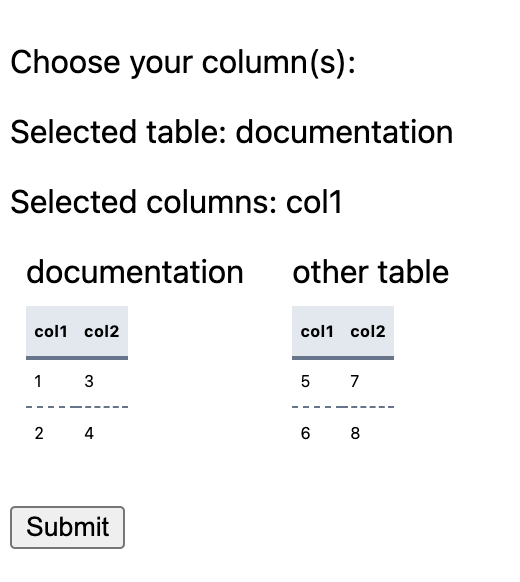 Choose your column(s):
Selected table: documentation
Selected columns: col1
documentation other table
col1 col2 col1 col2
1 3 5 7
2 4 6 8
Submit